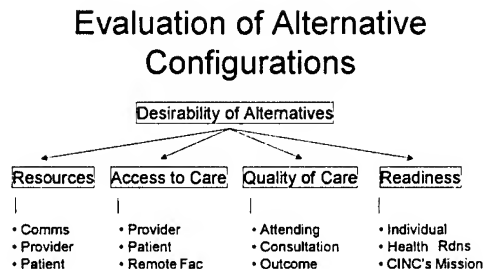 Evaluation of Alternative
Configurations
Desirability of Alternatives
Resources Access to Care Quality of Care Readiness
• Comms • Provider • Attending • Individual
• Provider • Patient • Consultation • Health Rdns
• Patient • Remote Fac • Outcome • CINC's Mission